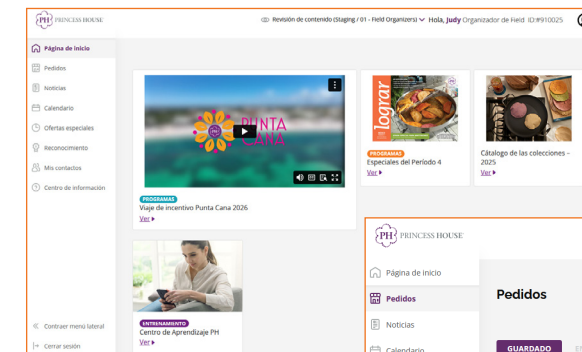 PH PRINCESS HOUSE
Revisión de contenido (Staging / 01 - Field Organizers) Hola, Judy Organizador de Field ID:#910025
Página de inicio
Pedidos
Noticias
Calendario
Ofertas especiales
Reconocimiento
Mis contactos
Centro de información
Contraer menú lateral
Cerrar sesión
PUNTA
CANA
PROGRAMAS
Viaje de incentivo Punta Cana 2026
Ver
lograr
PROGRAMAS
Especiales del Período 4
Ver
Cátalogo de las colecciones –
2025
Ver
ENTRENAMIENTO
Centro de Aprendizaje PH
Ver
PH PRINCESS HOUSE
Página de inicio
Pedidos
Noticias
Calendario
Pedidos
GUARDADO